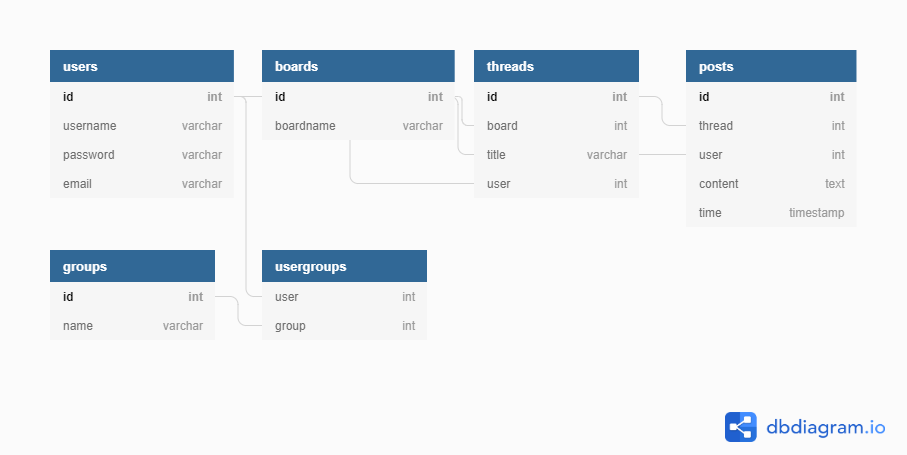 users
id int
username varchar
password varchar
email varchar
boards
id int
boardname varchar
threads
id int
board int
title varchar
user int
posts
id int
thread int
user int
content text
time timestamp
groups
id int
name varchar
usergroups
user int
group int
dbdiagram.io